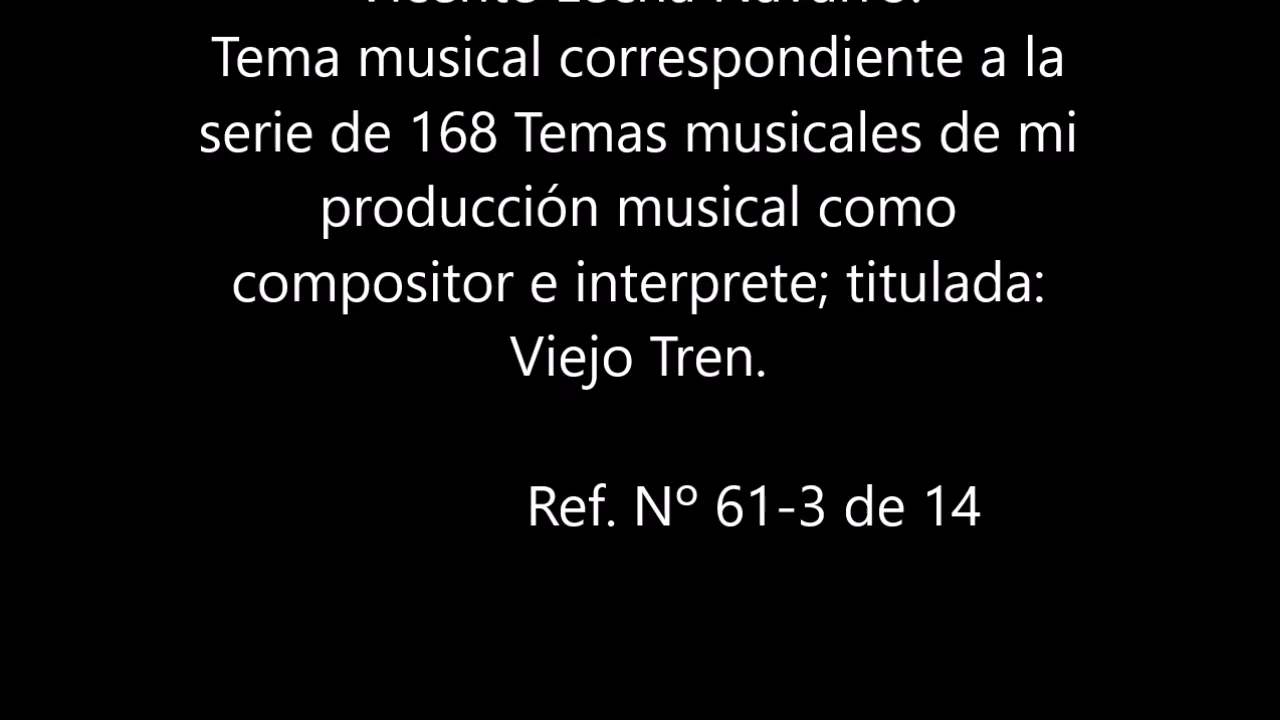 Tema musical correspondiente a la
serie de 168 Temas musicales de mi
producción musical como
compositor e interprete; titulada:
Viejo Tren.
Ref. Nº 61-3 de 14